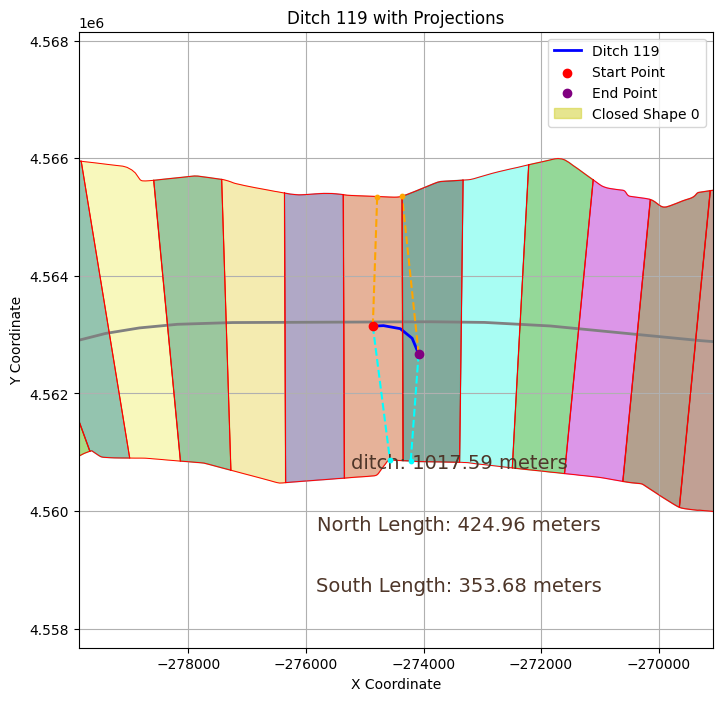 Ditch 119 with Projections
1e6
Ditch 119
Start Point
End Point
Closed Shape 0
4.568
4.566
4.564
4.562
4.560
4.558
Y Coordinate
ditch: 1017.59 meters
North Length: 424.96 meters
South Length: 353.68 meters
−278000
−276000
−274000
−272000
−270000
X Coordinate